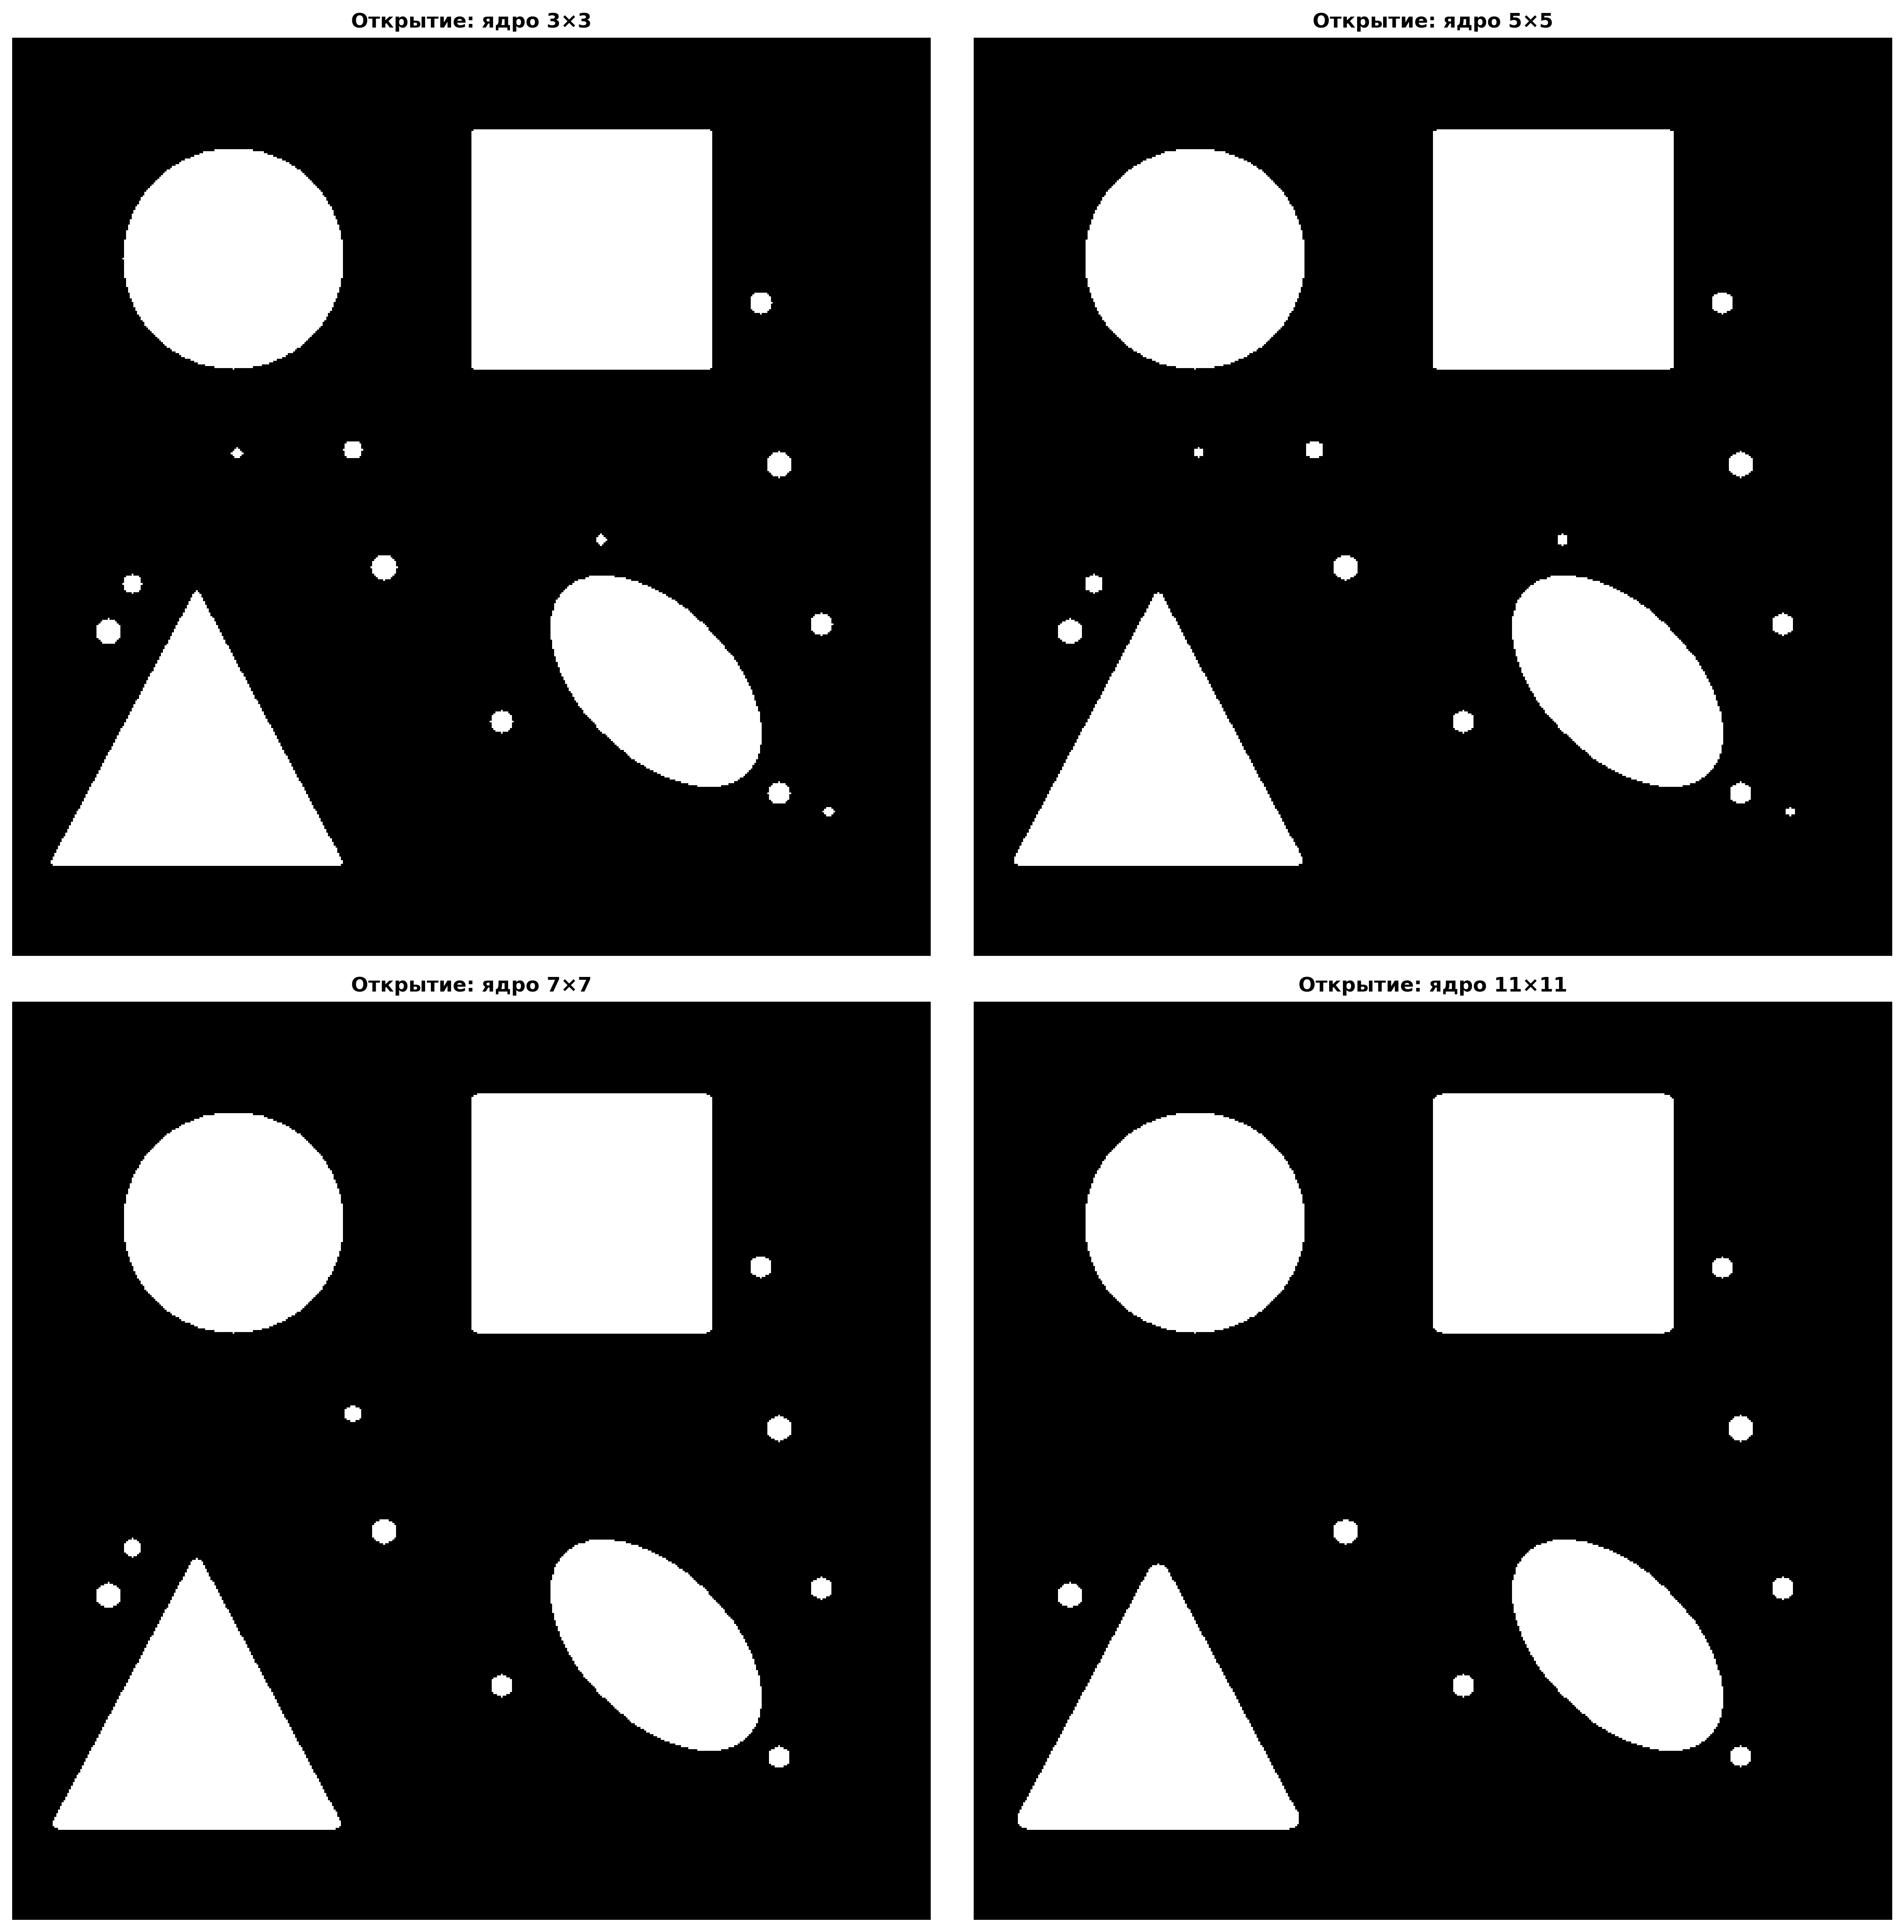 Открытие: ядро 3×3
Открытие: ядро 5×5
Открытие: ядро 7×7
Открытие: ядро 11×11